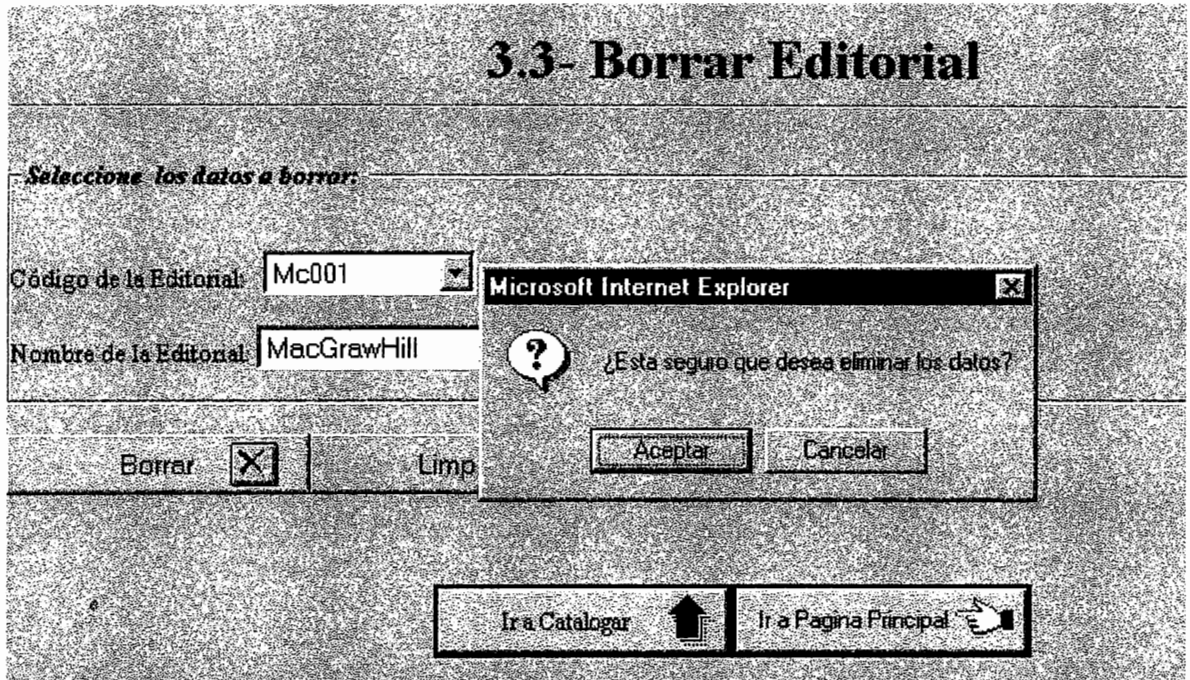 3.3- Borrar Editorial
Seleccione los datos a borrar:
Código de la Editorial: Mc001
Nombre de la Editorial: MacGrawHill
Microsoft Internet Explorer
¿Esta seguro que desea eliminar los datos?
Aceptar Cancelar
Borrar Limp
Ir a Catalogar Ir a Pagina Principal